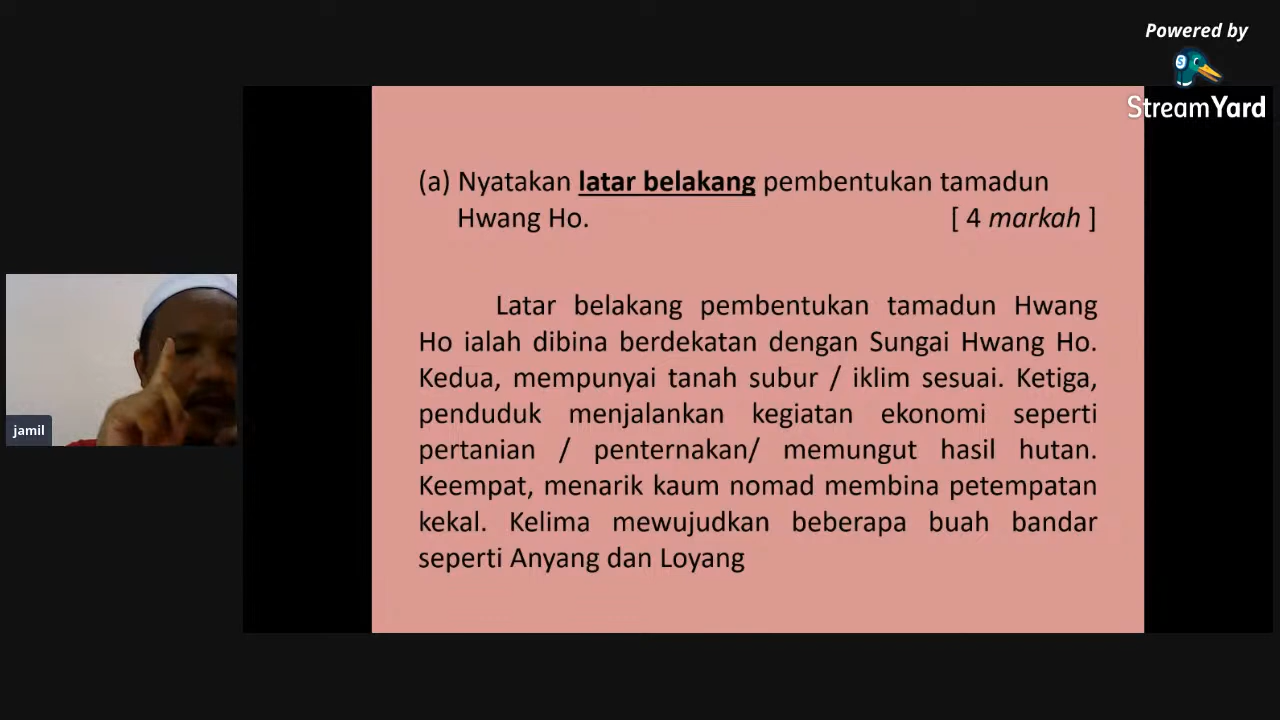 Powered by
StreamYard
(a) Nyatakan latar belakang pembentukan tamadun
Hwang Ho. [ 4 markah ]
Latar belakang pembentukan tamadun Hwang
Ho ialah dibina berdekatan dengan Sungai Hwang Ho.
Kedua, mempunyai tanah subur / iklim sesuai. Ketiga,
penduduk menjalankan kegiatan ekonomi seperti
pertanian / penternakan/ memungut hasil hutan.
Keempat, menarik kaum nomad membina petempatan
kekal. Kelima mewujudkan beberapa buah bandar
seperti Anyang dan Loyang
jamil